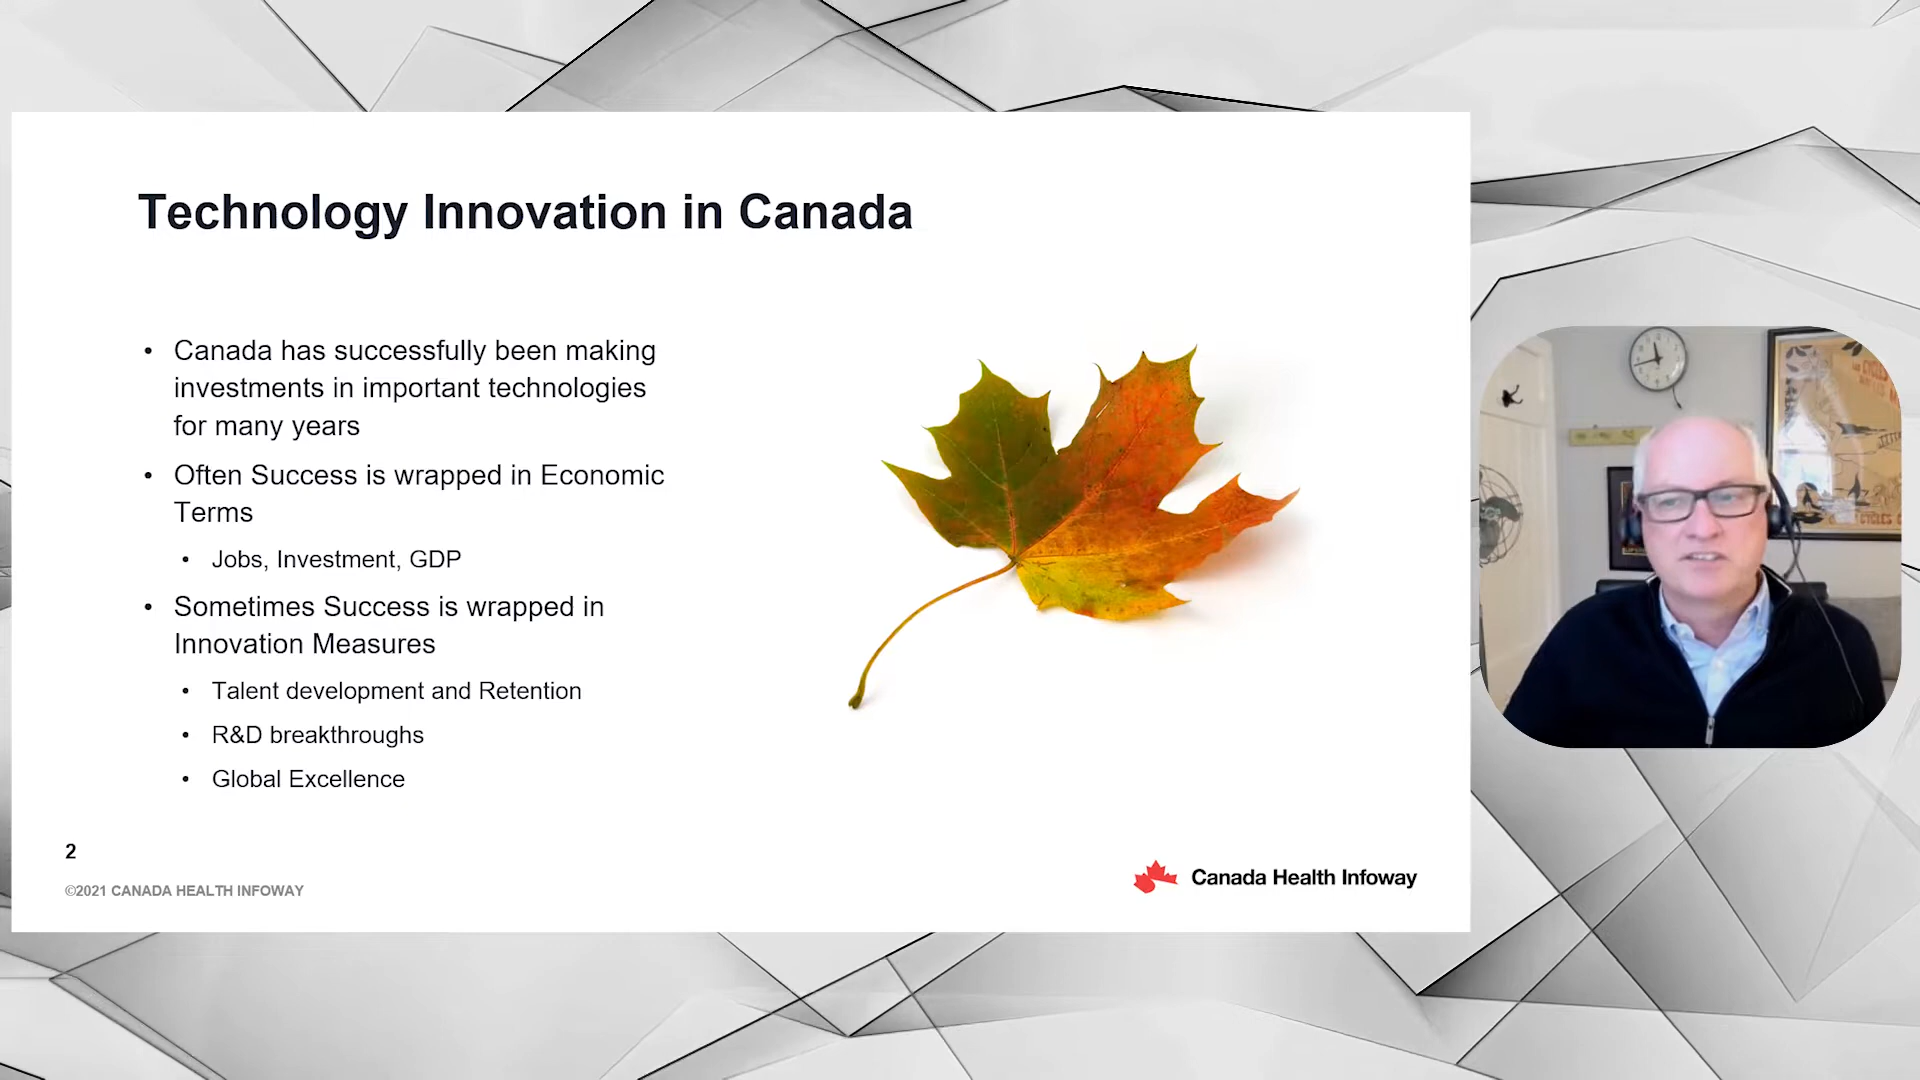 Technology Innovation in Canada
• Canada has successfully been making
investments in important technologies
for many years
• Often Success is wrapped in Economic
Terms
• Jobs, Investment, GDP
• Sometimes Success is wrapped in
Innovation Measures
• Talent development and Retention
• R&D breakthroughs
• Global Excellence
2
©2021 CANADA HEALTH INFOWAY
Canada Health Infoway